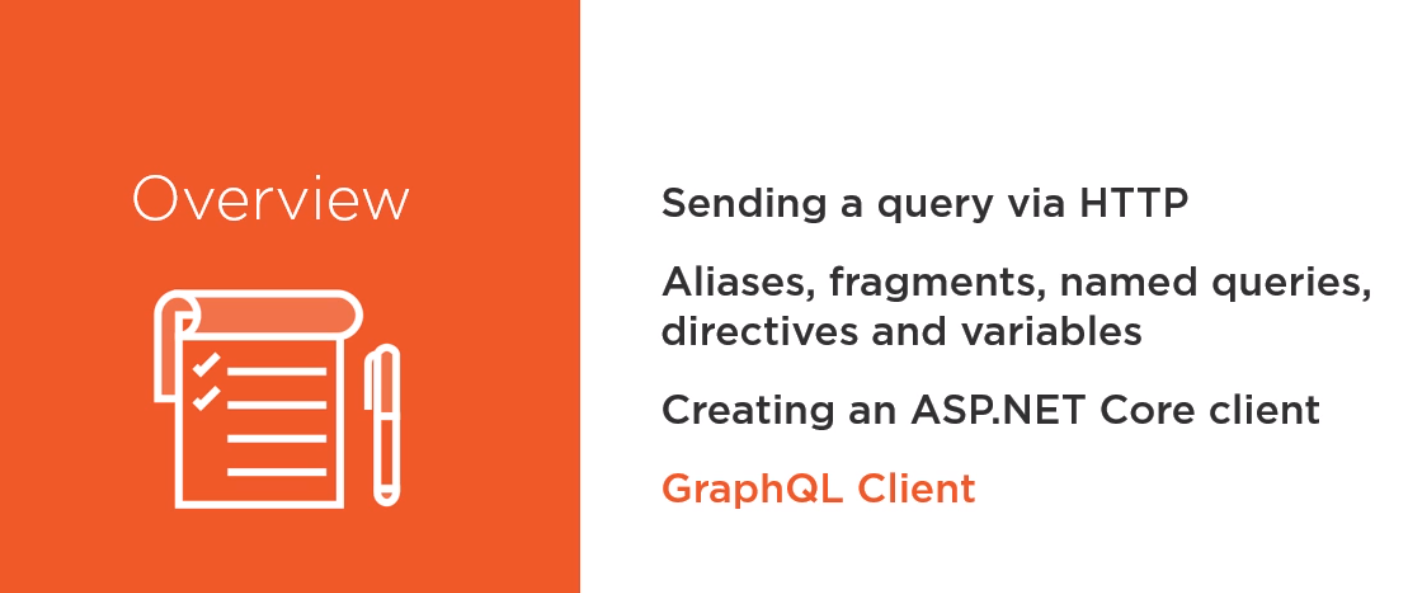 Overview
Sending a query via HTTP
Aliases, fragments, named queries,
directives and variables
Creating an ASP.NET Core client
GraphQL Client